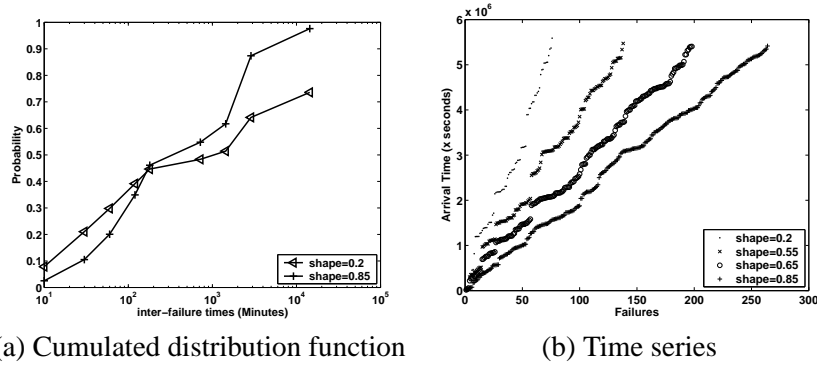 1
0.9
0.8
0.7
0.6
0.5
0.4
0.3
0.2
0.1
0
Probability
10^1 10^2 10^3 10^4 10^5
inter-failure times (Minutes)
shape=0.2
shape=0.85
(a) Cumulated distribution function
x 10^6
6
5
4
3
2
1
0
Arrival Time (x seconds)
0 50 100 150 200 250 300
Failures
shape=0.2
shape=0.55
shape=0.65
shape=0.85
(b) Time series